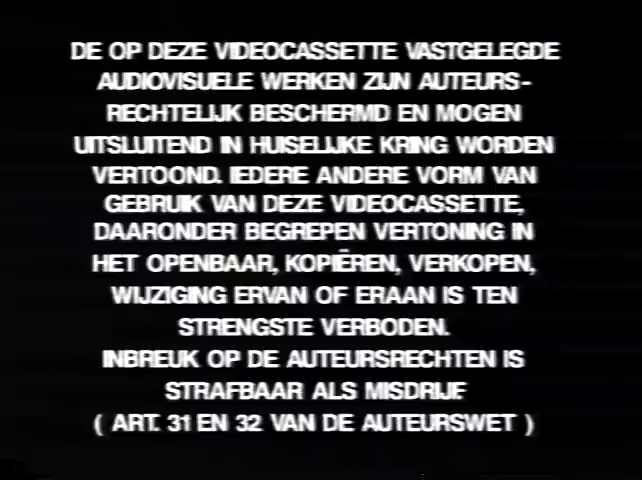 DE OP DEZE VIDEOCASSETTE VASTGELEGDE
AUDIOVISUELE WERKEN ZIJN AUTEURS-
RECHTELIJK BESCHERMD EN MOGEN
UITSLUITEND IN HUISELIJKE KRING WORDEN
VERTOOND. IEDERE ANDERE VORM VAN
GEBRUIK VAN DEZE VIDEOCASSETTE,
DAARONDER BEGREPEN VERTONING IN
HET OPENBAAR, KOPIËREN, VERKOPEN,
WIJZIGING ERVAN OF ERAAN IS TEN
STRENGSTE VERBODEN.
INBREUK OP DE AUTEURSRECHTEN IS
STRAFBAAR ALS MISDRIJF.
( ART. 31 EN 32 VAN DE AUTEURSWET )